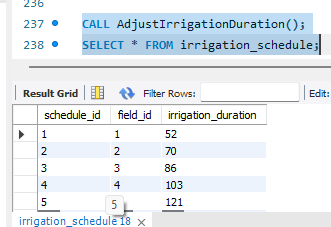 236
237 CALL AdjustIrrigationDuration();
238 SELECT * FROM irrigation_schedule;
Result Grid Filter Rows: Edit:
schedule_id field_id irrigation_duration
1 1 52
2 2 70
3 3 86
4 4 103
5 121
5
irrigation_schedule 18 ×